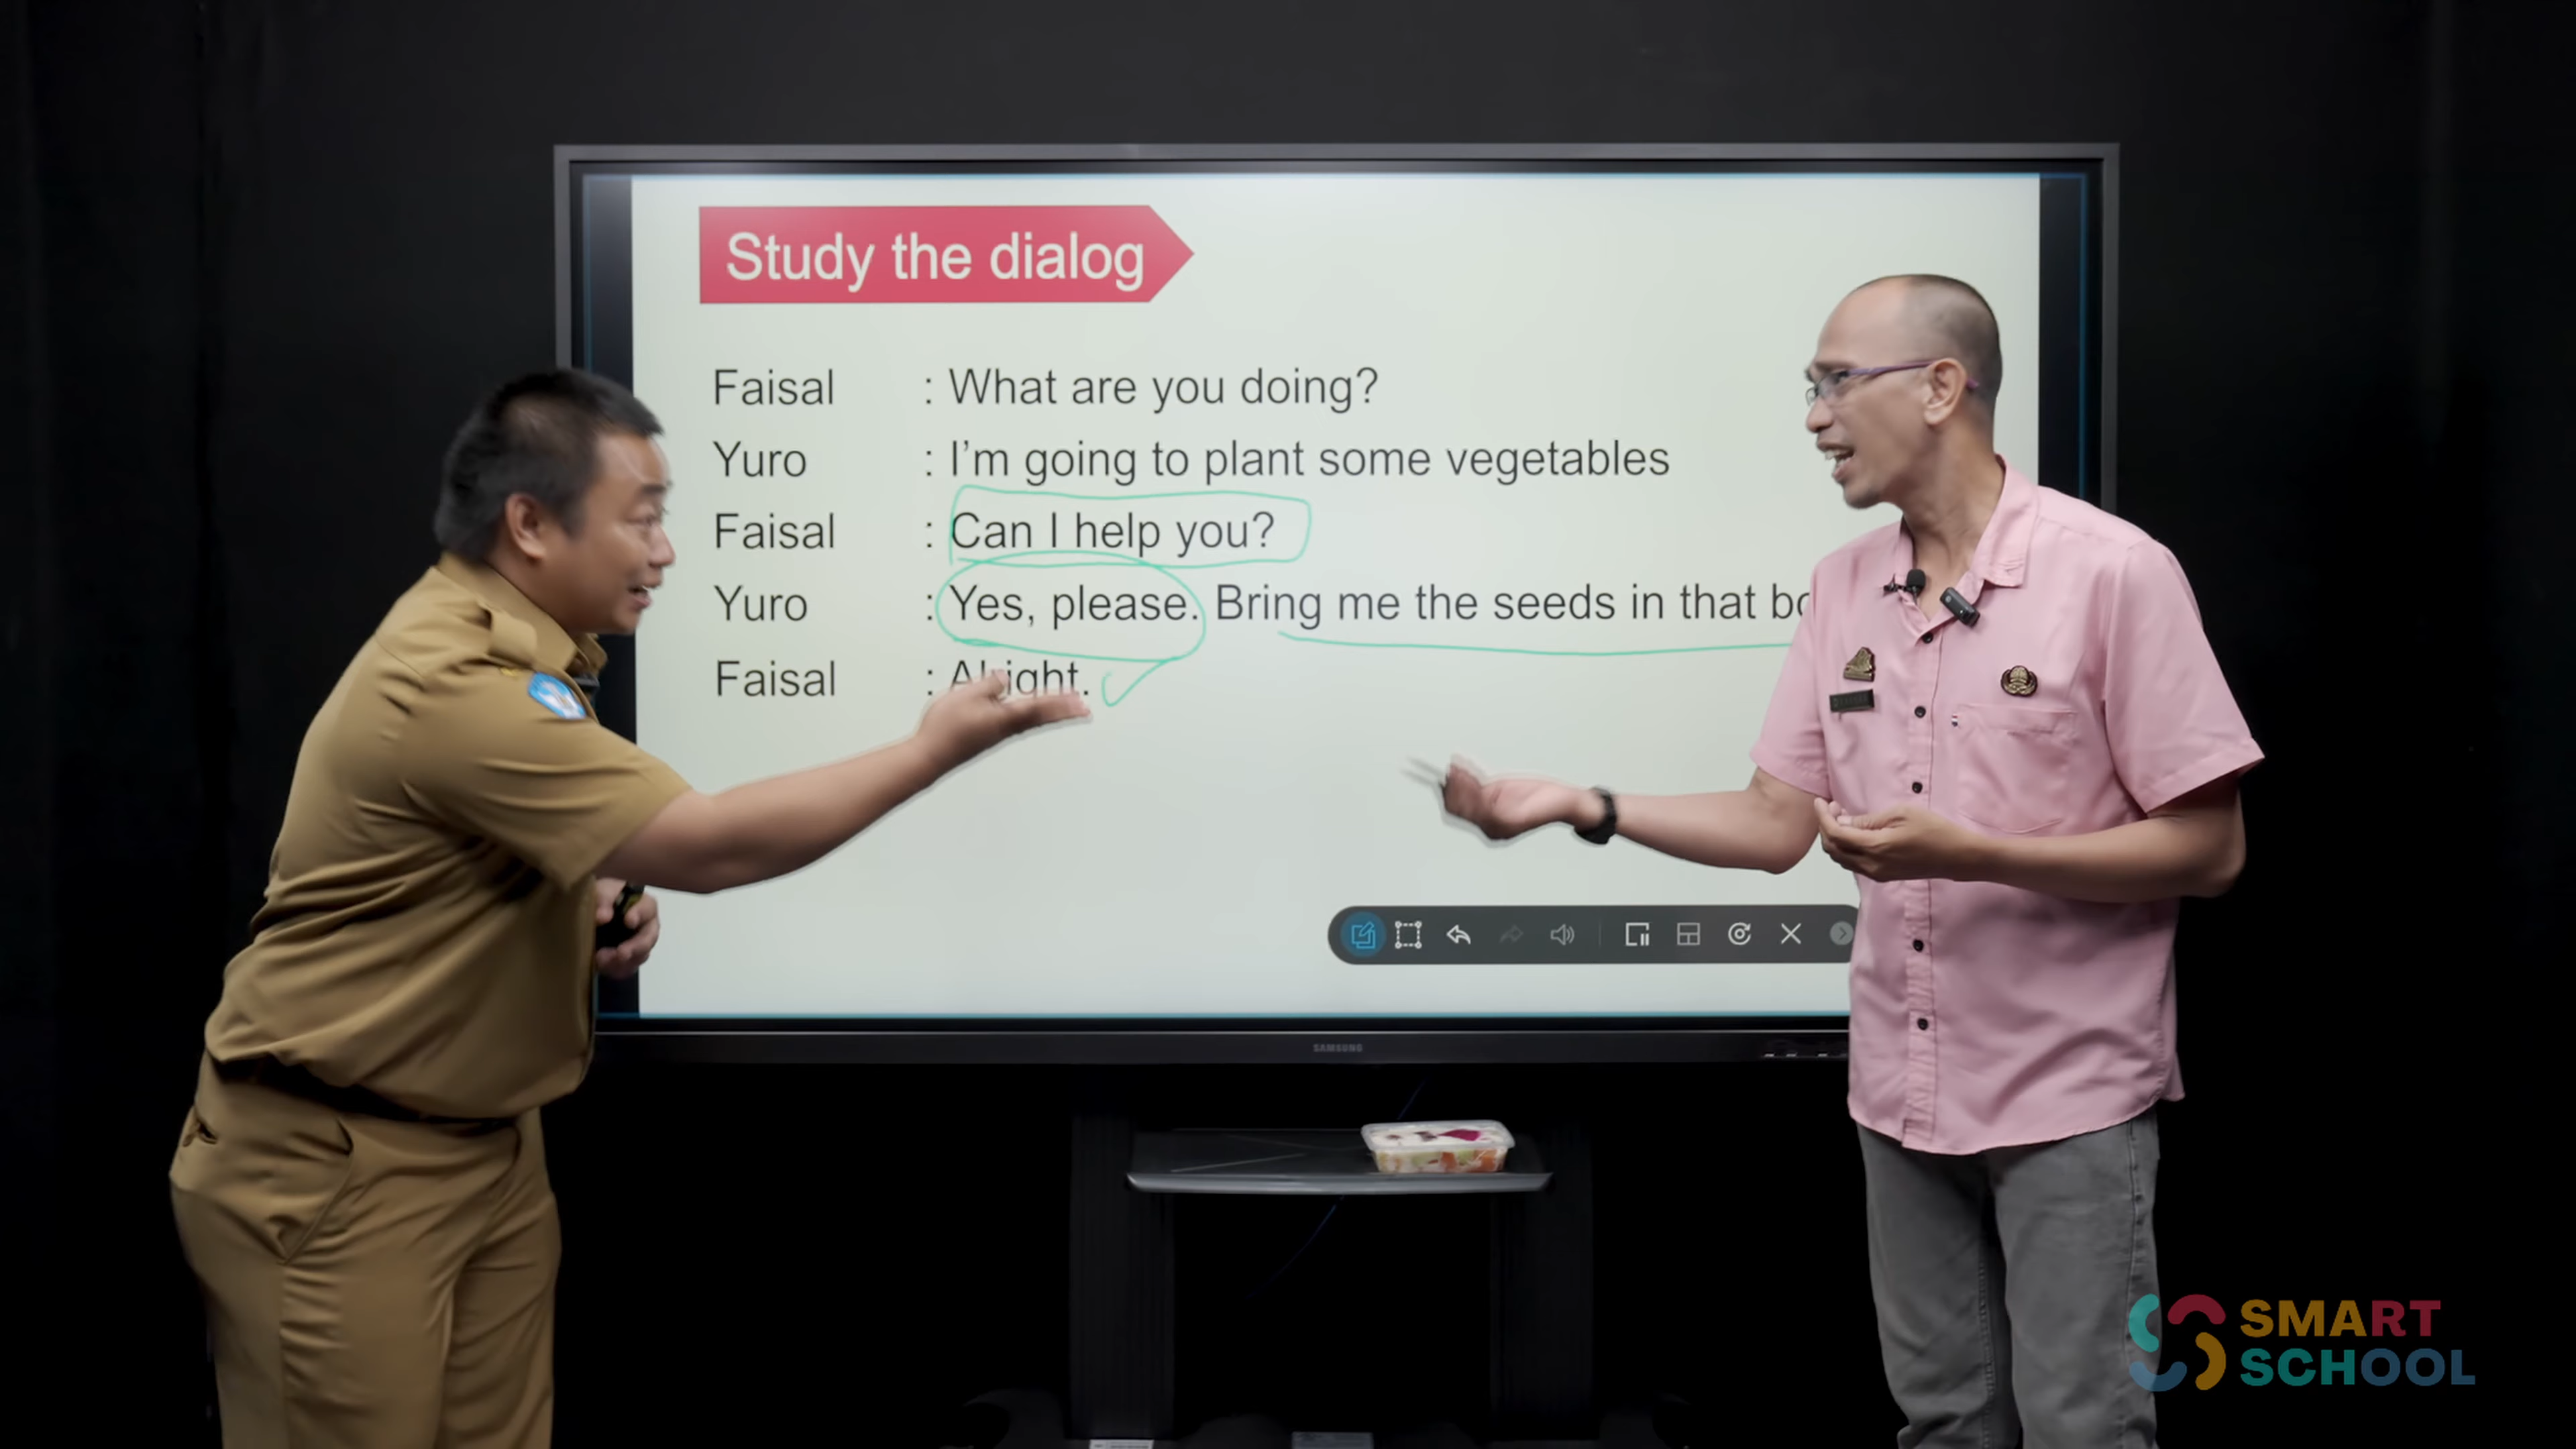 Study the dialog
Faisal : What are you doing?
Yuro : I'm going to plant some vegetables
Faisal : Can I help you?
Yuro : Yes, please. Bring me the seeds in that
Faisal : Alright.
SAMSUNG
SMART
SCHOOL